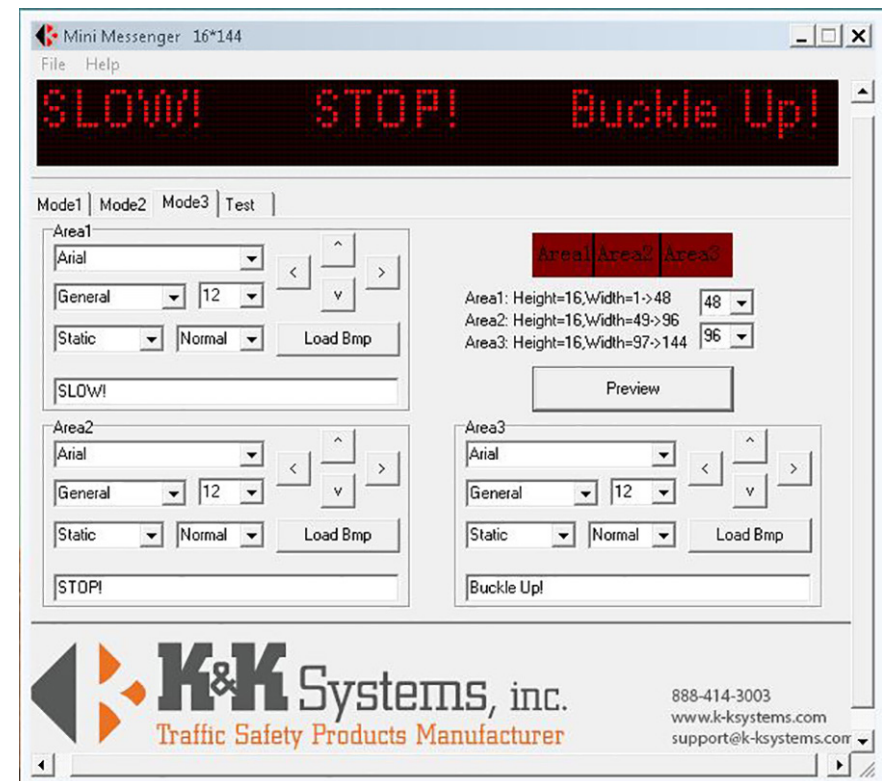 Mini Messenger 16*144
File Help
SLOW! STOP! Buckle Up!
Mode1 Mode2 Mode3 Test
Area1
Arial
< ^ v >
General 12
Static Normal Load Bmp
SLOW!
Area1 Area2 Area3
Area1: Height=16,Width=1->48 48
Area2: Height=16,Width=49->96
Area3: Height=16,Width=97->144 96
Preview
Area2
Arial
< ^ v >
General 12
Static Normal Load Bmp
STOP!
Area3
Arial
< ^ v >
General 12
Static Normal Load Bmp
Buckle Up!
K&K Systems, inc.
Traffic Safety Products Manufacturer
888-414-3003
www.k-ksystems.com
support@k-ksystems.com